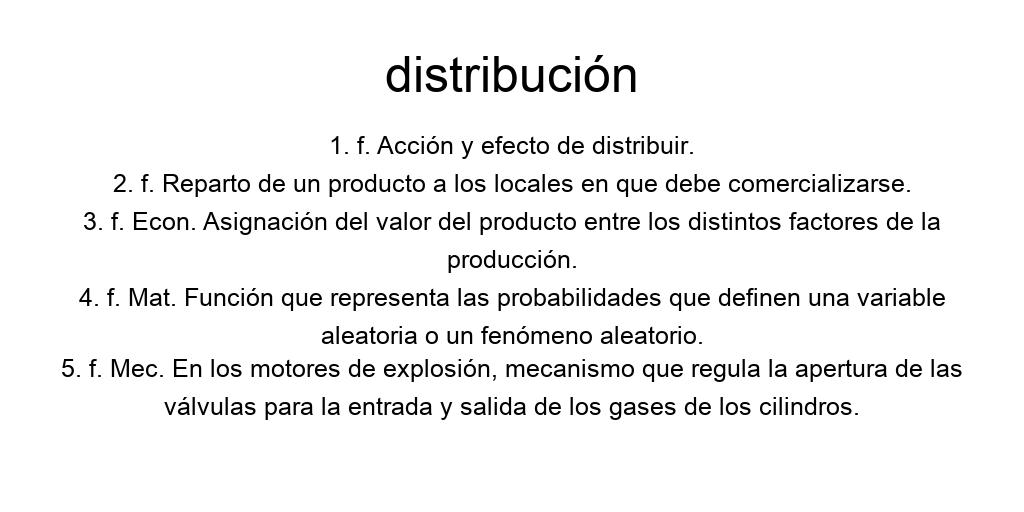 distribución
1. f. Acción y efecto de distribuir.
2. f. Reparto de un producto a los locales en que debe comercializarse.
3. f. Econ. Asignación del valor del producto entre los distintos factores de la
producción.
4. f. Mat. Función que representa las probabilidades que definen una variable
aleatoria o un fenómeno aleatorio.
5. f. Mec. En los motores de explosión, mecanismo que regula la apertura de las
válvulas para la entrada y salida de los gases de los cilindros.